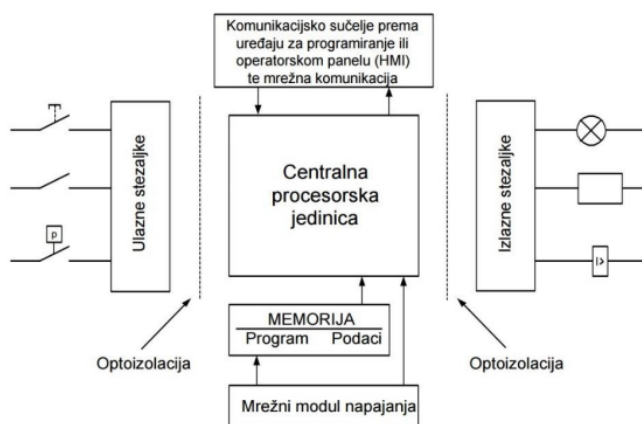 Komunikacijsko sučelje prema
uređaju za programiranje ili
operatorskom panelu (HMI)
te mrežna komunikacija
Ulazne stezaljke
Centralna
procesorska
jedinica
Izlazne stezaljke
p
Optoizolacija
MEMORIJA
Program Podaci
Optoizolacija
Mrežni modul napajanja